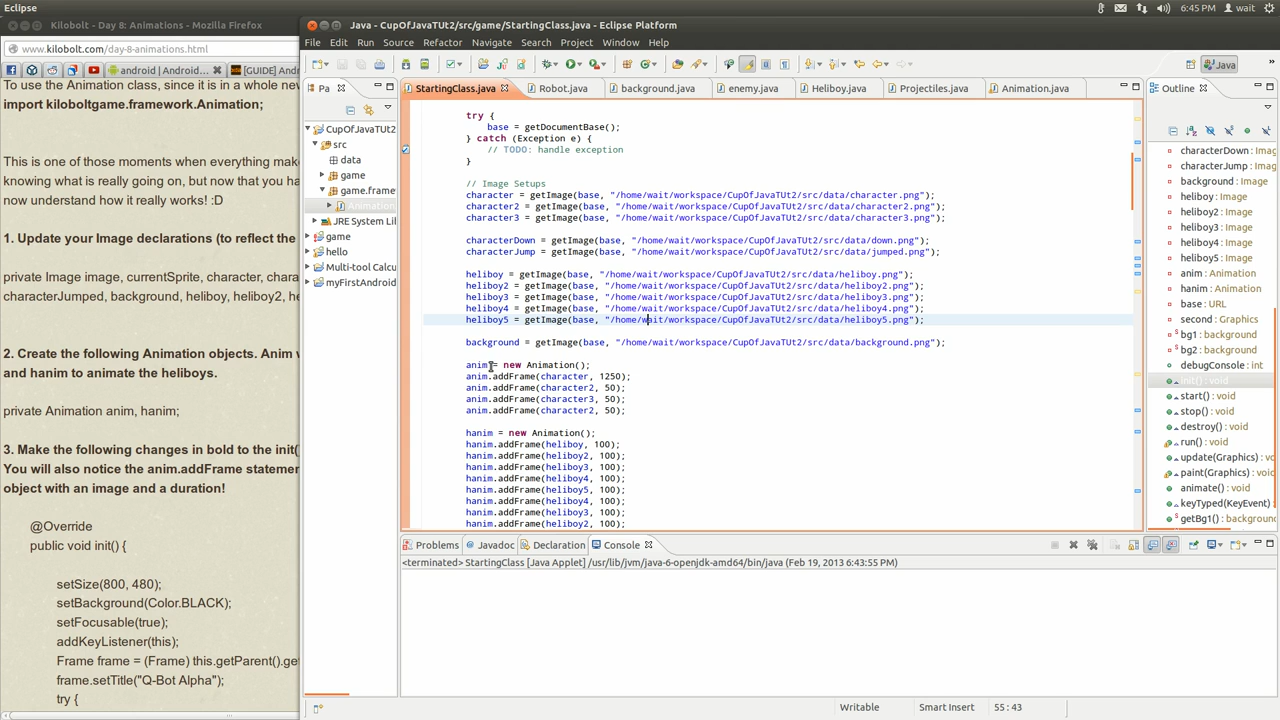 Eclipse
6:45 PM
wait
Kilobolt - Day 8: Animations - Mozilla Firefox
www.kilobolt.com/day-8-animations.html
android | Android…
[GUIDE] Andr
To use the Animation class, since it is in a whole new
import kiloboltgame.framework.Animation;
This is one of those moments when everything mak
knowing what is really going on, but now that you ha
now understand how it really works! :D
1. Update your Image declarations (to reflect the
private Image image, currentSprite, character, chara
characterJumped, background, heliboy, heliboy2, he
2. Create the following Animation objects. Anim v
and hanim to animate the heliboys.
private Animation anim, hanim;
3. Make the following changes in bold to the init()
You will also notice the anim.addFrame statemen
object with an image and a duration!
@Override
public void init() {
setSize(800, 480);
setBackground(Color.BLACK);
setFocusable(true);
addKeyListener(this);
Frame frame = (Frame) this.getParent().ge
frame.setTitle("Q-Bot Alpha");
try {
Java - CupOfJavaTUt2/src/game/StartingClass.java - Eclipse Platform
File Edit Run Source Refactor Navigate Search Project Window Help
Java
Pa
CupOfJavaTUt2
src
data
game
game.frame
Animation
JRE System Li
game
hello
Multi-tool Calcu
myFirstAndroid
StartingClass.java Robot.java background.java enemy.java Heliboy.java Projectiles.java Animation.java
try {
base = getDocumentBase();
} catch (Exception e) {
// TODO: handle exception
}
// Image Setups
character = getImage(base, "/home/wait/workspace/CupOfJavaTUt2/src/data/character.png");
character2 = getImage(base, "/home/wait/workspace/CupOfJavaTUt2/src/data/character2.png");
character3 = getImage(base, "/home/wait/workspace/CupOfJavaTUt2/src/data/character3.png");
characterDown = getImage(base, "/home/wait/workspace/CupOfJavaTUt2/src/data/down.png");
characterJump = getImage(base, "/home/wait/workspace/CupOfJavaTUt2/src/data/jumped.png");
heliboy = getImage(base, "/home/wait/workspace/CupOfJavaTUt2/src/data/heliboy.png");
heliboy2 = getImage(base, "/home/wait/workspace/CupOfJavaTUt2/src/data/heliboy2.png");
heliboy3 = getImage(base, "/home/wait/workspace/CupOfJavaTUt2/src/data/heliboy3.png");
heliboy4 = getImage(base, "/home/wait/workspace/CupOfJavaTUt2/src/data/heliboy4.png");
heliboy5 = getImage(base, "/home/wait/workspace/CupOfJavaTUt2/src/data/heliboy5.png");
background = getImage(base, "/home/wait/workspace/CupOfJavaTUt2/src/data/background.png");
anim = new Animation();
anim.addFrame(character, 1250);
anim.addFrame(character2, 50);
anim.addFrame(character3, 50);
anim.addFrame(character2, 50);
hanim = new Animation();
hanim.addFrame(heliboy, 100);
hanim.addFrame(heliboy2, 100);
hanim.addFrame(heliboy3, 100);
hanim.addFrame(heliboy4, 100);
hanim.addFrame(heliboy5, 100);
hanim.addFrame(heliboy4, 100);
hanim.addFrame(heliboy3, 100);
hanim.addFrame(heliboy2, 100);
Outline
characterDown : Im
characterJump : Im
background : Image
heliboy : Image
heliboy2 : Image
heliboy3 : Image
heliboy4 : Image
heliboy5 : Image
anim : Animation
hanim : Animation
base : URL
second : Graphics
bg1 : background
bg2 : background
debugConsole : int
init() : void
start() : void
stop() : void
destroy() : void
run() : void
update(Graphics) : vo
paint(Graphics) : void
animate() : void
keyTyped(KeyEvent)
getBg1() : background
Problems Javadoc Declaration Console
<terminated> StartingClass [Java Applet] /usr/lib/jvm/java-6-openjdk-amd64/bin/java (Feb 19, 2013 6:43:55 PM)
Writable Smart Insert 55 : 43